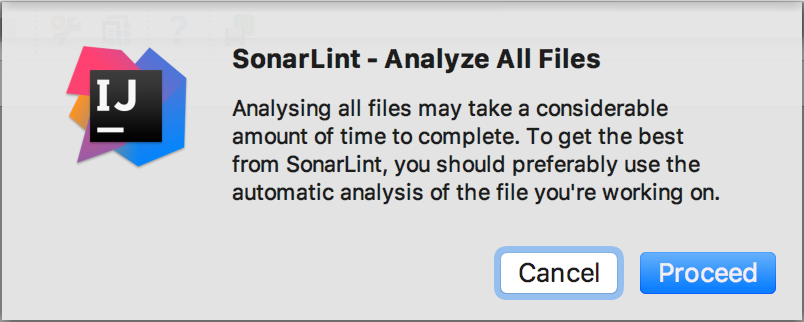 SonarLint - Analyze All Files
IJ
Analysing all files may take a considerable
amount of time to complete. To get the best
from SonarLint, you should preferably use the
automatic analysis of the file you're working on.
Cancel Proceed